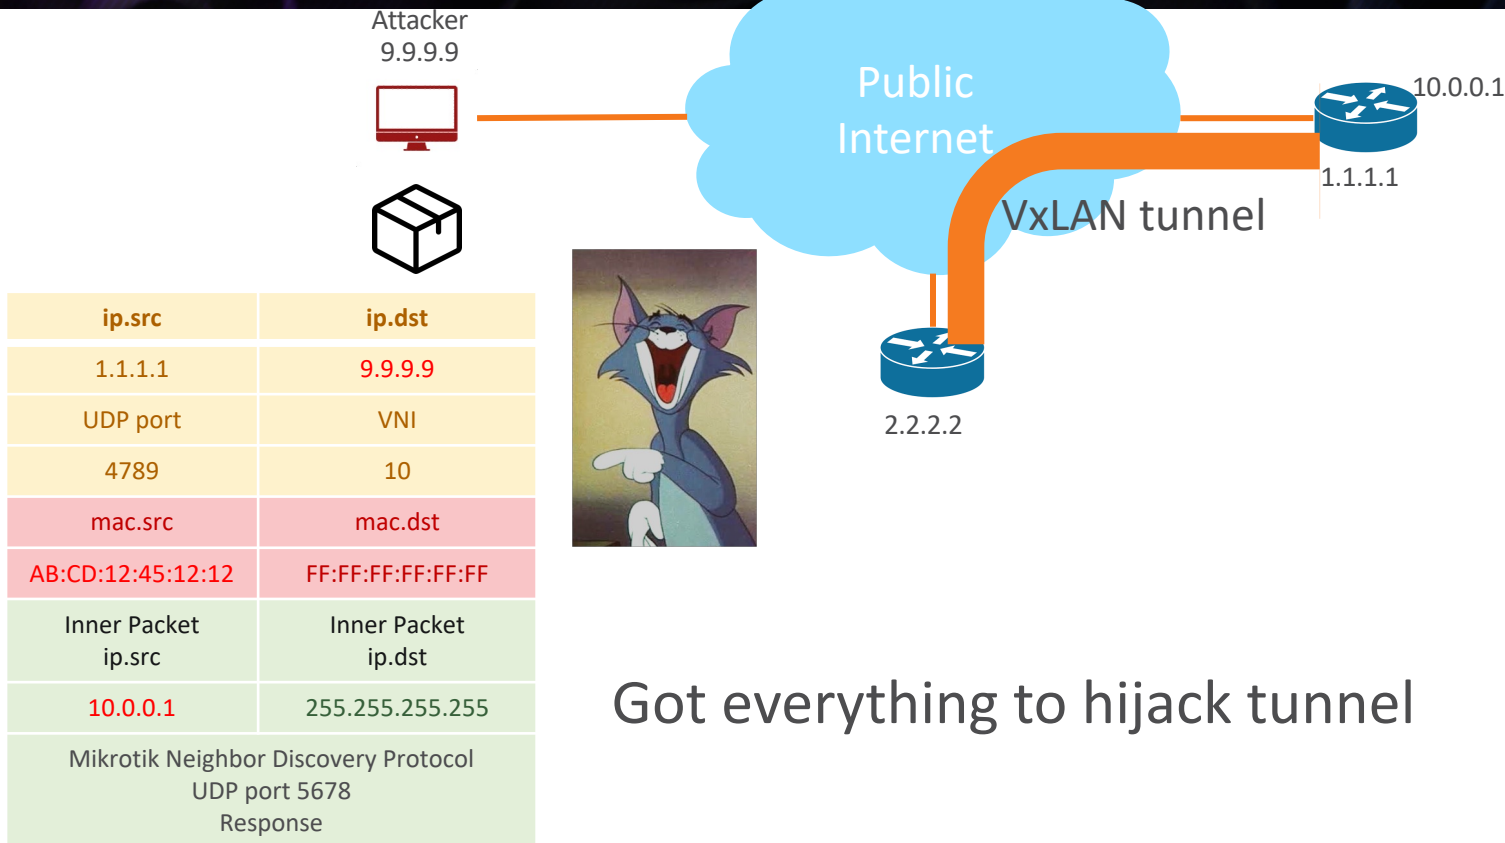 Attacker
9.9.9.9
Public
Internet
10.0.0.1
1.1.1.1
VxLAN tunnel
2.2.2.2
ip.src ip.dst
1.1.1.1 9.9.9.9
UDP port VNI
4789 10
mac.src mac.dst
AB:CD:12:45:12:12 FF:FF:FF:FF:FF:FF
Inner Packet Inner Packet
ip.src ip.dst
10.0.0.1 255.255.255.255
Mikrotik Neighbor Discovery Protocol
UDP port 5678
Response
Got everything to hijack tunnel